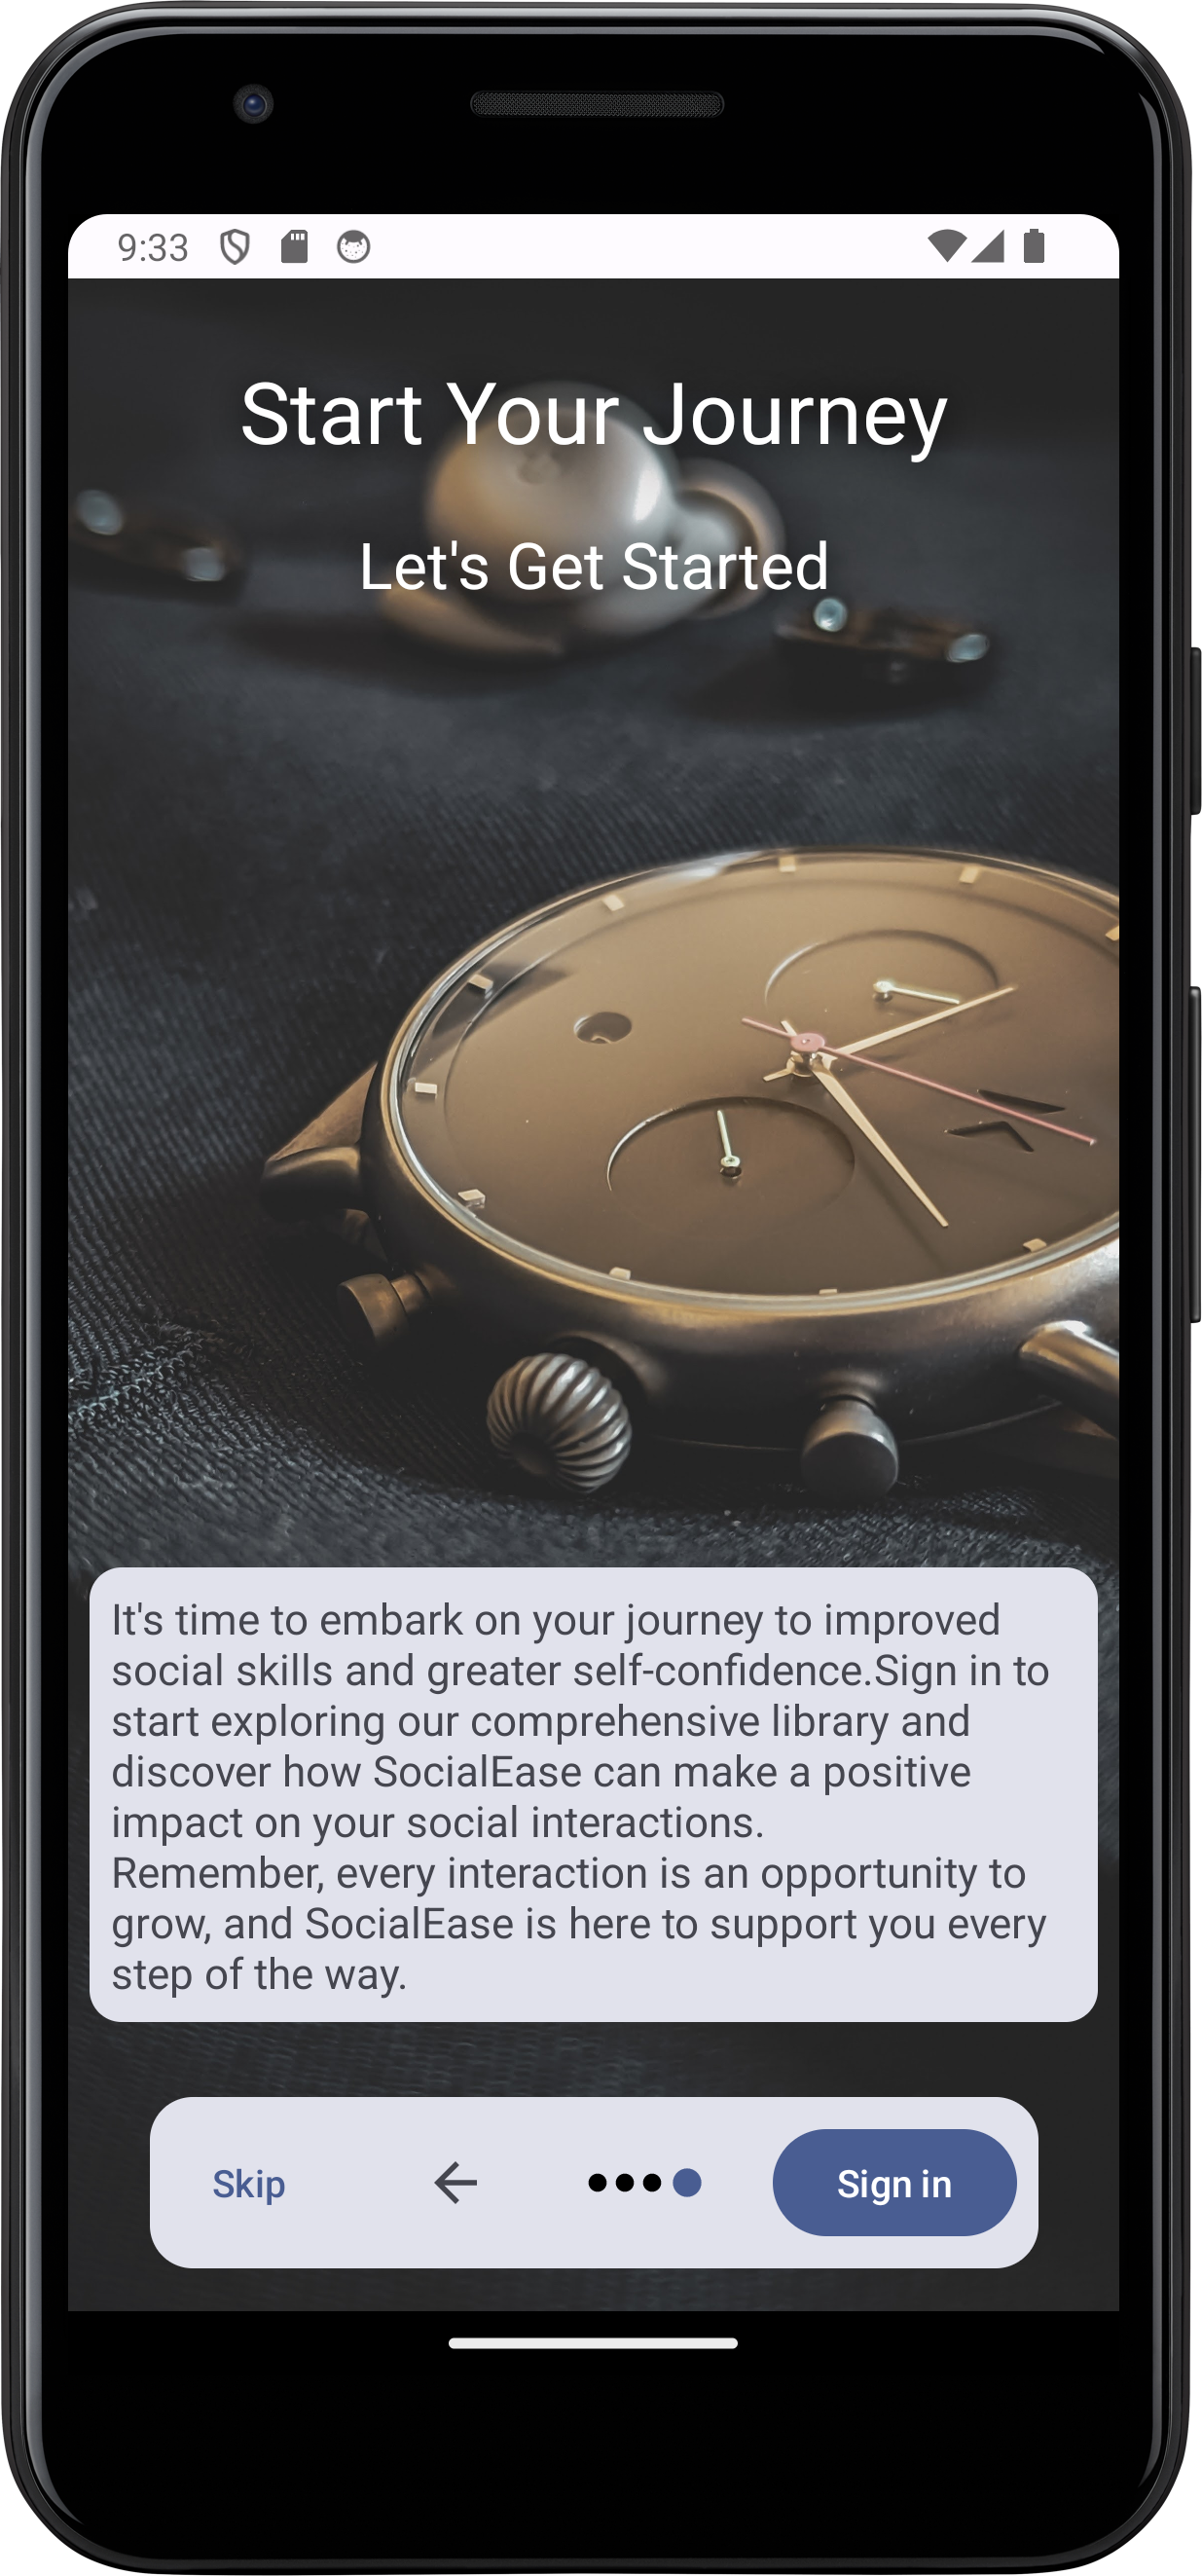 9:33
Start Your Journey
Let's Get Started
It's time to embark on your journey to improved
social skills and greater self-confidence.Sign in to
start exploring our comprehensive library and
discover how SocialEase can make a positive
impact on your social interactions.
Remember, every interaction is an opportunity to
grow, and SocialEase is here to support you every
step of the way.
Skip
Sign in